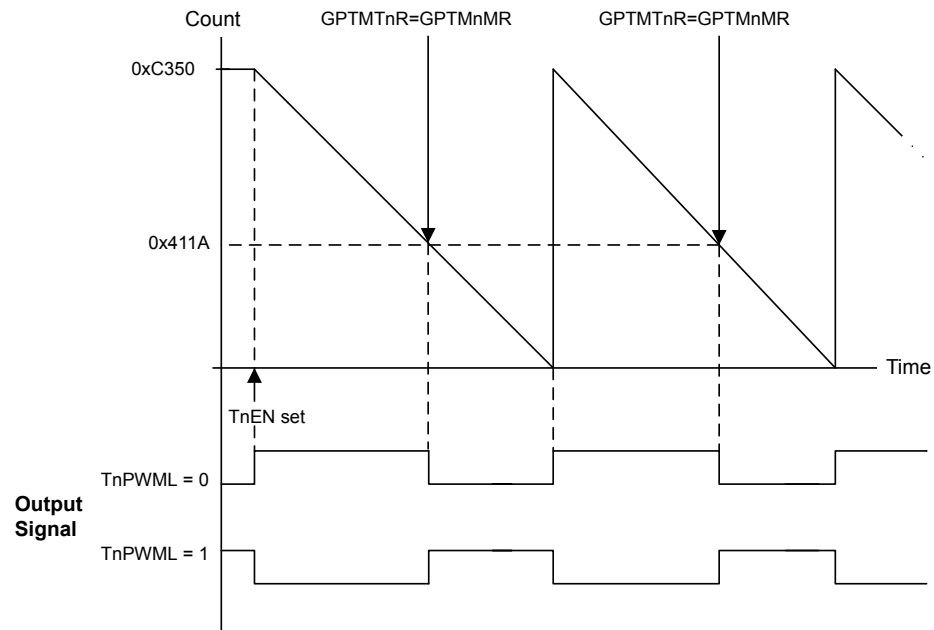 Count
GPTMTnR=GPTMnMR
GPTMTnR=GPTMnMR
0xC350
0x411A
Time
TnEN set
TnPWML = 0
Output
Signal
TnPWML = 1